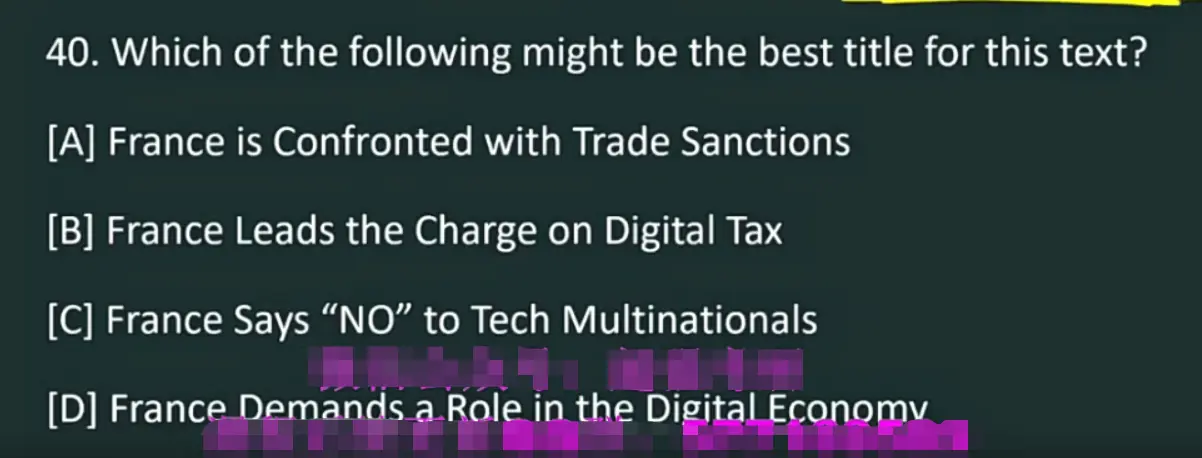 40. Which of the following might be the best title for this text?
[A] France is Confronted with Trade Sanctions
[B] France Leads the Charge on Digital Tax
[C] France Says “NO” to Tech Multinationals
[D] France Demands a Role in the Digital Economy